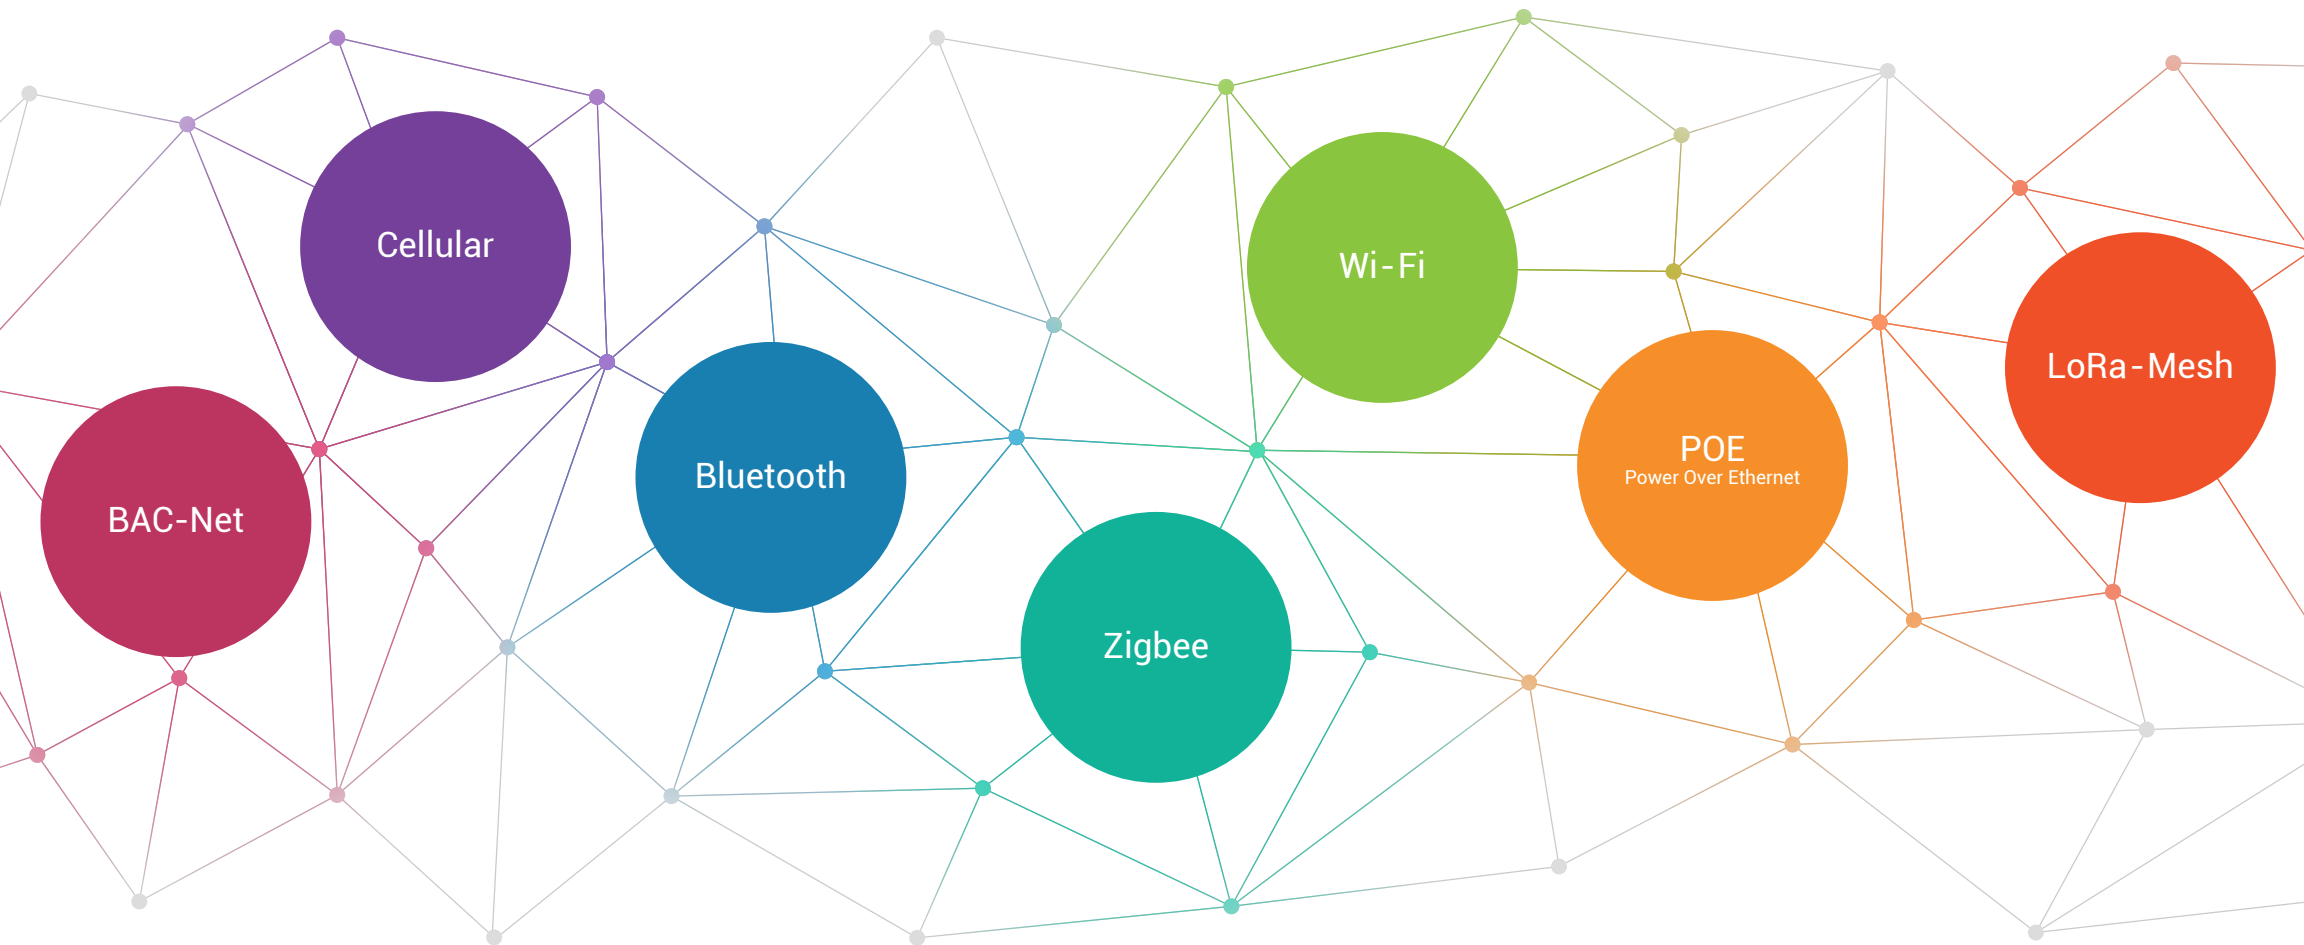 Cellular
Wi-Fi
LoRa-Mesh
POE
Power Over Ethernet
Bluetooth
BAC-Net
Zigbee